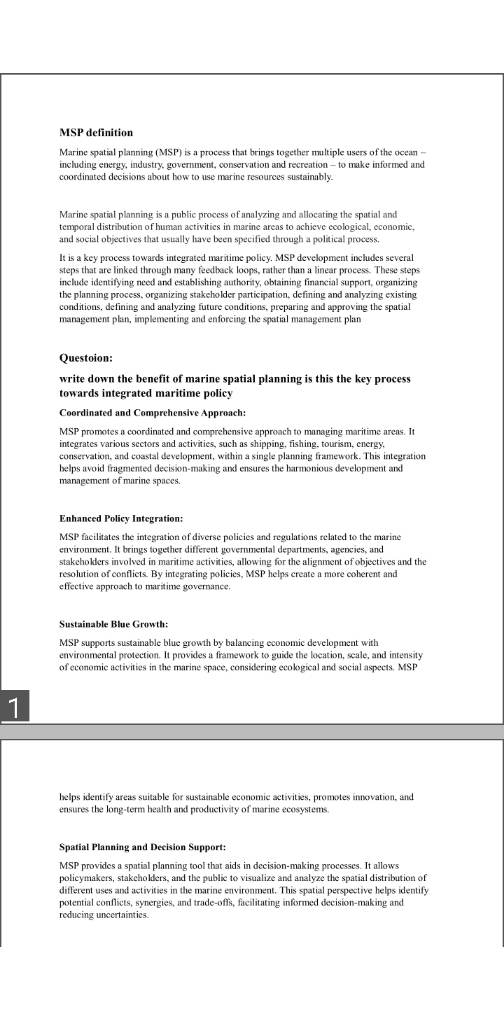 MSP definition
Marine spatial planning (MSP) is a process that brings together multiple users of the ocean –
including energy, industry, government, conservation and recreation – to make informed and
coordinated decisions about how to use marine resources sustainably.
Marine spatial planning is a public process of analyzing and allocating the spatial and
temporal distribution of human activities in marine areas to achieve ecological, economic,
and social objectives that usually have been specified through a political process.
It is a key process towards integrated maritime policy. MSP development includes several
steps that are linked through many feedback loops, rather than a linear process. These steps
include identifying need and establishing authority, obtaining financial support, organizing
the planning process, organizing stakeholder participation, defining and analyzing existing
conditions, defining and analyzing future conditions, preparing and approving the spatial
management plan, implementing and enforcing the spatial management plan
Questoion:
write down the benefit of marine spatial planning is this the key process
towards integrated maritime policy
Coordinated and Comprehensive Approach:
MSP promotes a coordinated and comprehensive approach to managing maritime areas. It
integrates various sectors and activities, such as shipping, fishing, tourism, energy,
conservation, and coastal development, within a single planning framework. This integration
helps avoid fragmented decision-making and ensures the harmonious development and
management of marine spaces.
Enhanced Policy Integration:
MSP facilitates the integration of diverse policies and regulations related to the marine
environment. It brings together different governmental departments, agencies, and
stakeholders involved in maritime activities, allowing for the alignment of objectives and the
resolution of conflicts. By integrating policies, MSP helps create a more coherent and
effective approach to maritime governance.
Sustainable Blue Growth:
MSP supports sustainable blue growth by balancing economic development with
environmental protection. It provides a framework to guide the location, scale, and intensity
of economic activities in the marine space, considering ecological and social aspects. MSP
1
helps identify areas suitable for sustainable economic activities, promotes innovation, and
ensures the long-term health and productivity of marine ecosystems.
Spatial Planning and Decision Support:
MSP provides a spatial planning tool that aids in decision-making processes. It allows
policymakers, stakeholders, and the public to visualize and analyze the spatial distribution of
different uses and activities in the marine environment. This spatial perspective helps identify
potential conflicts, synergies, and trade-offs, facilitating informed decision-making and
reducing uncertainties.